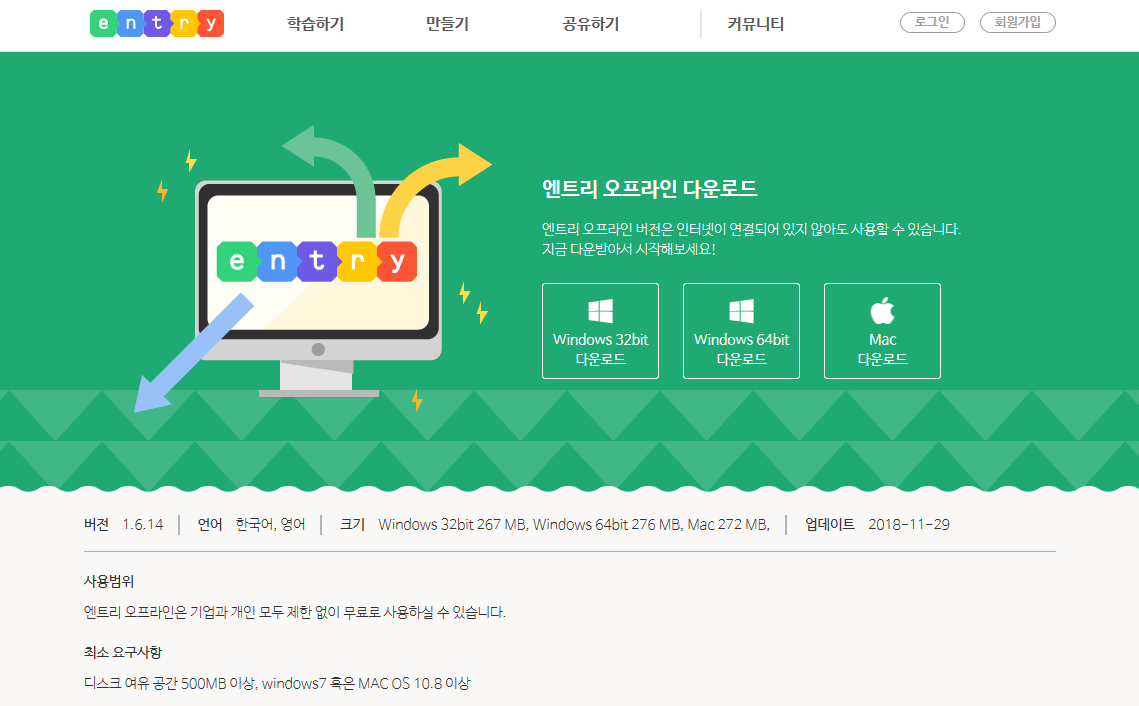 entry 학습하기 만들기 공유하기 커뮤니티 로그인 회원가입
entry
엔트리 오프라인 다운로드
엔트리 오프라인 버전은 인터넷이 연결되어 있지 않아도 사용할 수 있습니다.
지금 다운받아서 시작해보세요!
Windows 32bit
다운로드
Windows 64bit
다운로드
Mac
다운로드
버전 1.6.14 | 언어 한국어, 영어 | 크기 Windows 32bit 267 MB, Windows 64bit 276 MB, Mac 272 MB, | 업데이트 2018-11-29
사용범위
엔트리 오프라인은 기업과 개인 모두 제한 없이 무료로 사용하실 수 있습니다.
최소 요구사항
디스크 여유 공간 500MB 이상, windows7 혹은 MAC OS 10.8 이상